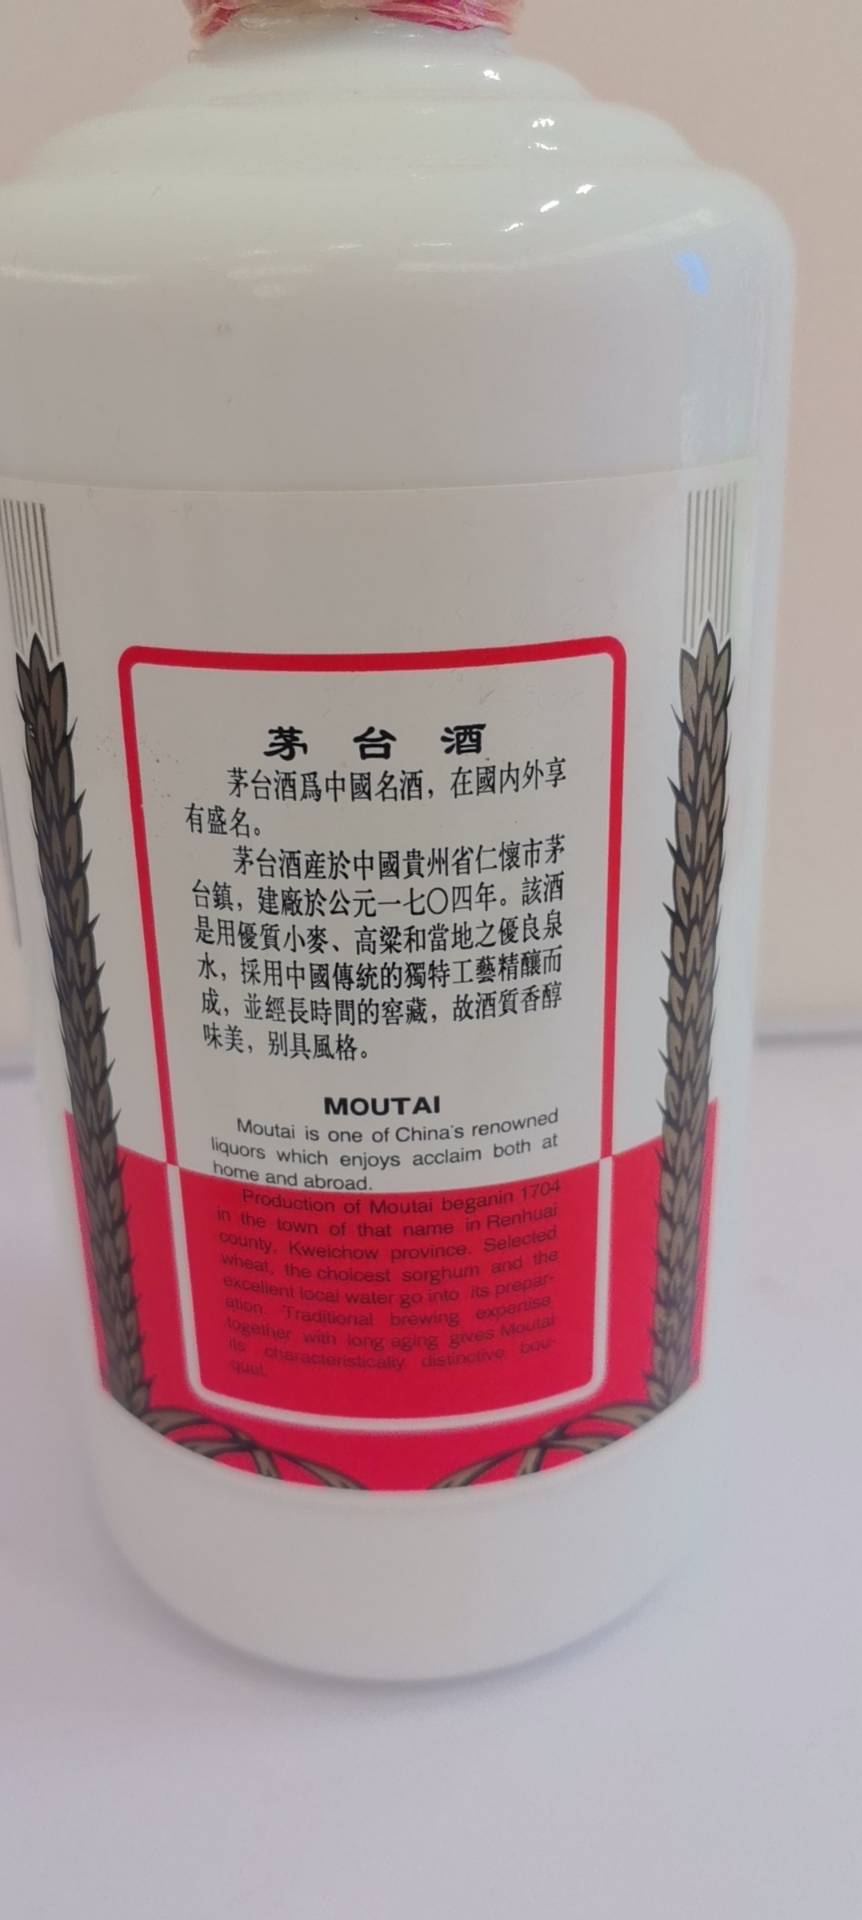 茅台酒
茅台酒爲中國名酒，在國内外享
有盛名。
茅台酒産於中國貴州省仁懷市茅
台鎮，建廠於公元一七〇四年。該酒
是用優質小麥、高粱和當地之優良泉
水，採用中國傳統的獨特工藝精釀而
成，並經長時間的窖藏，故酒質香醇
味美，别具風格。
MOUTAI
Moutai is one of China's renowned
liquors which enjoys acclaim both at
home and abroad.
Production of Moutai beganin 1704
in the town of that name in Renhuai
county, Kweichow province. Selected
wheat, the choicest sorghum and the
excellent local water go into its prepar-
ation. Traditional brewing expertise
together with long aging gives Moutai
its characteristically distinctive bou-
quet.